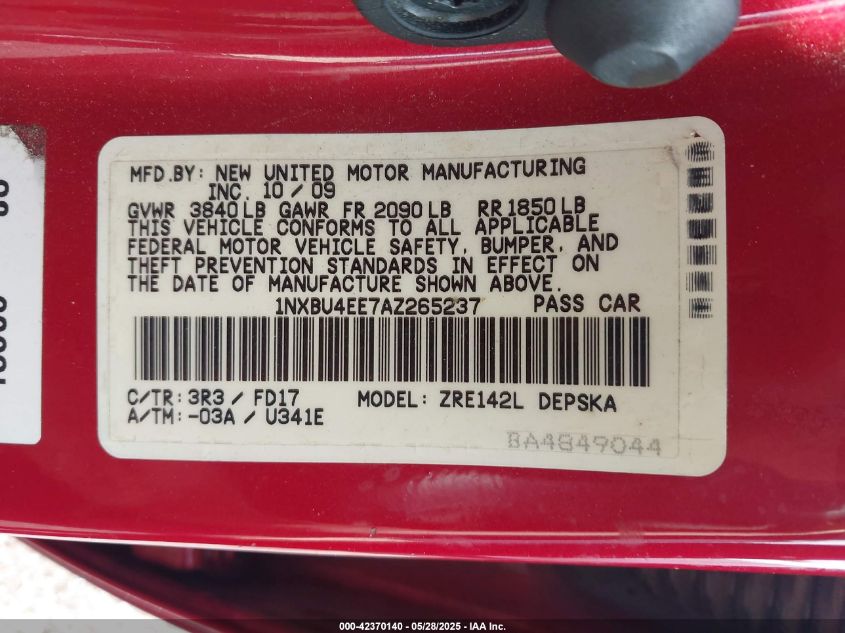 MFD.BY: NEW UNITED MOTOR MANUFACTURING
INC. 10 / 09
GVWR 3840 LB GAWR FR 2090 LB RR 1850 LB
THIS VEHICLE CONFORMS TO ALL APPLICABLE
FEDERAL MOTOR VEHICLE SAFETY, BUMPER, AND
THEFT PREVENTION STANDARDS IN EFFECT ON
THE DATE OF MANUFACTURE SHOWN ABOVE.
1NXBU4EE7AZ265237 PASS CAR
C/TR: 3R3 / FD17 MODEL: ZRE142L DEPSKA
A/TM: -03A / U341E
BA4849044
000-42370140 - 05/28/2025 - IAA Inc.